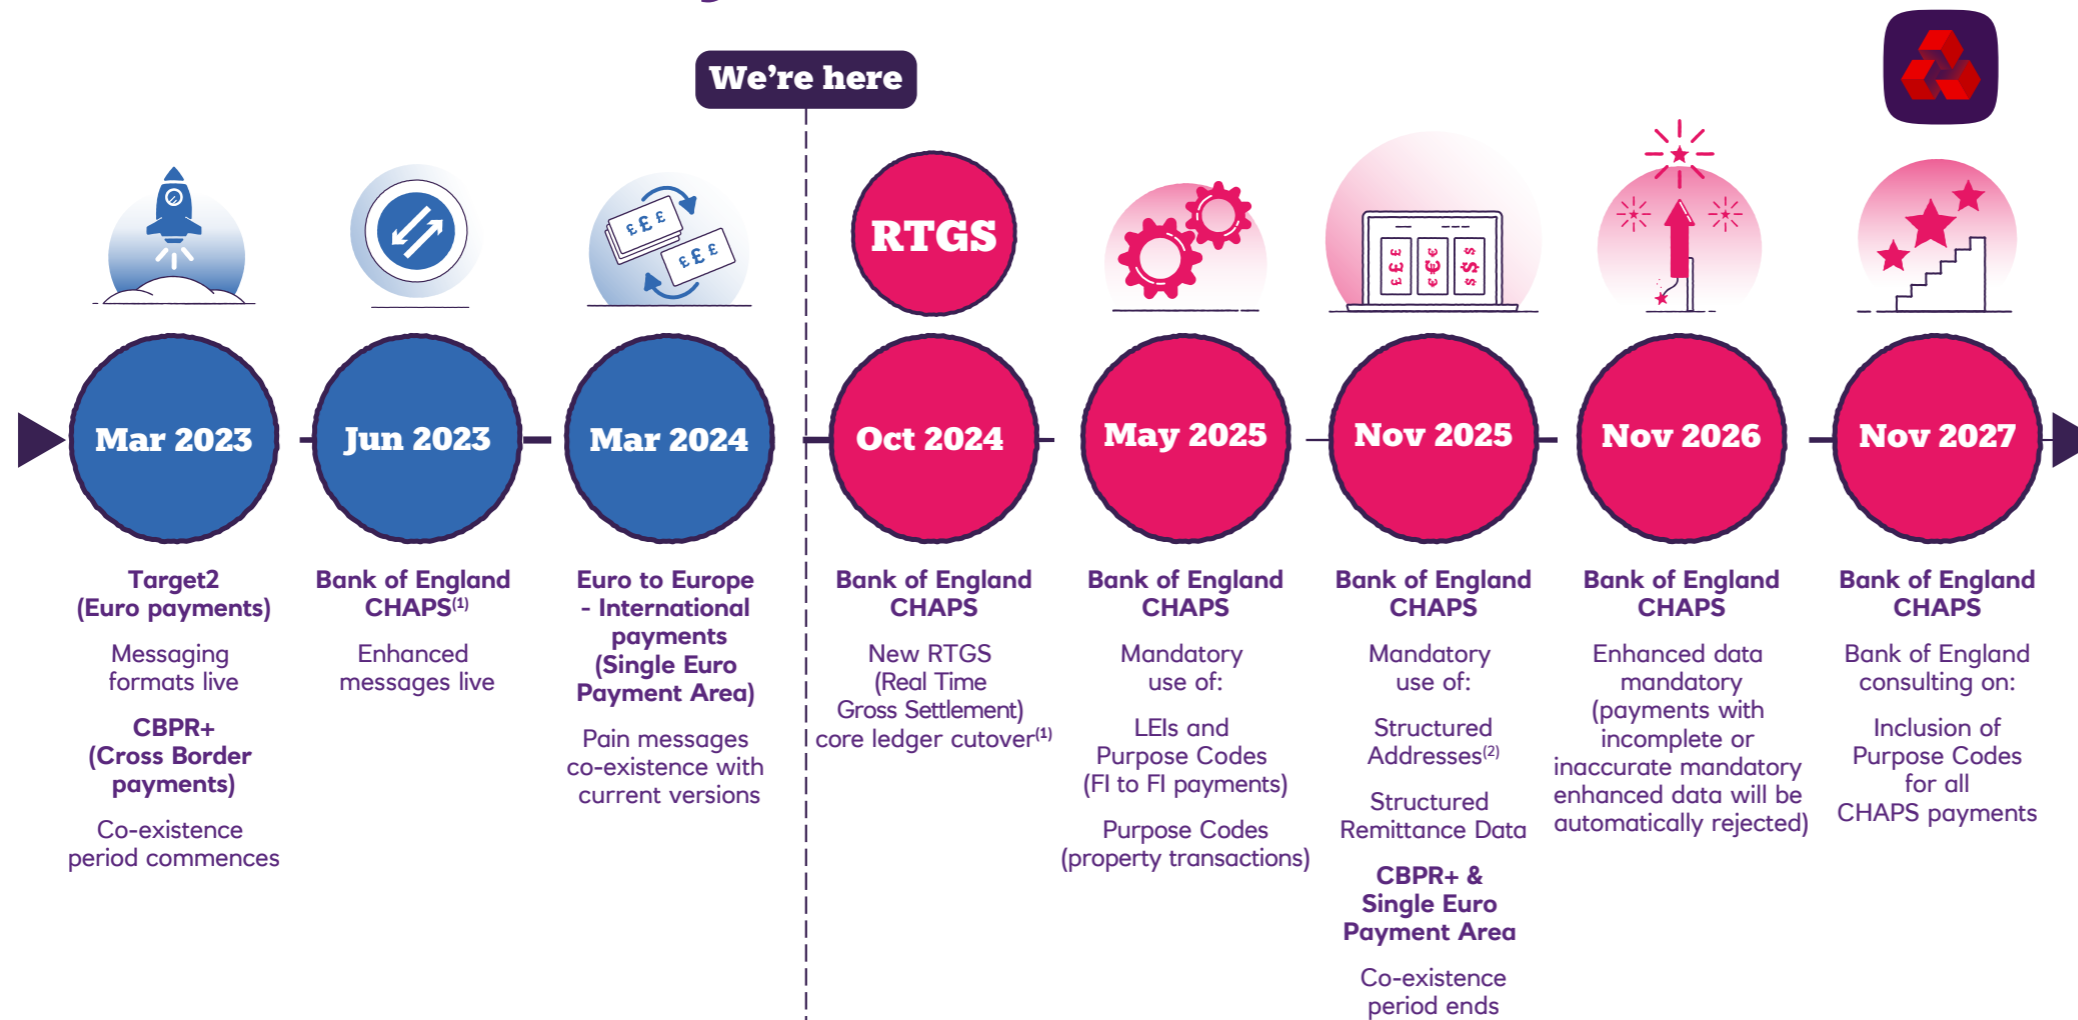 We're here
RTGS
Mar 2023
Jun 2023
Mar 2024
Oct 2024
May 2025
Nov 2025
Nov 2026
Nov 2027
Target2
(Euro payments)
Messaging
formats live
CBPR+
(Cross Border
payments)
Co-existence
period commences
Bank of England
CHAPS(1)
Enhanced
messages live
Euro to Europe
- International
payments
(Single Euro
Payment Area)
Pain messages
co-existence with
current versions
Bank of England
CHAPS
New RTGS
(Real Time
Gross Settlement)
core ledger cutover(1)
Bank of England
CHAPS
Mandatory
use of:
LEIs and
Purpose Codes
(FI to FI payments)
Purpose Codes
(property transactions)
Bank of England
CHAPS
Mandatory
use of:
Structured
Addresses(2)
Structured
Remittance Data
CBPR+ &
Single Euro
Payment Area
Co-existence
period ends
Bank of England
CHAPS
Enhanced data
mandatory
(payments with
incomplete or
inaccurate mandatory
enhanced data will be
automatically rejected)
Bank of England
CHAPS
Bank of England
consulting on:
Inclusion of
Purpose Codes
for all
CHAPS payments